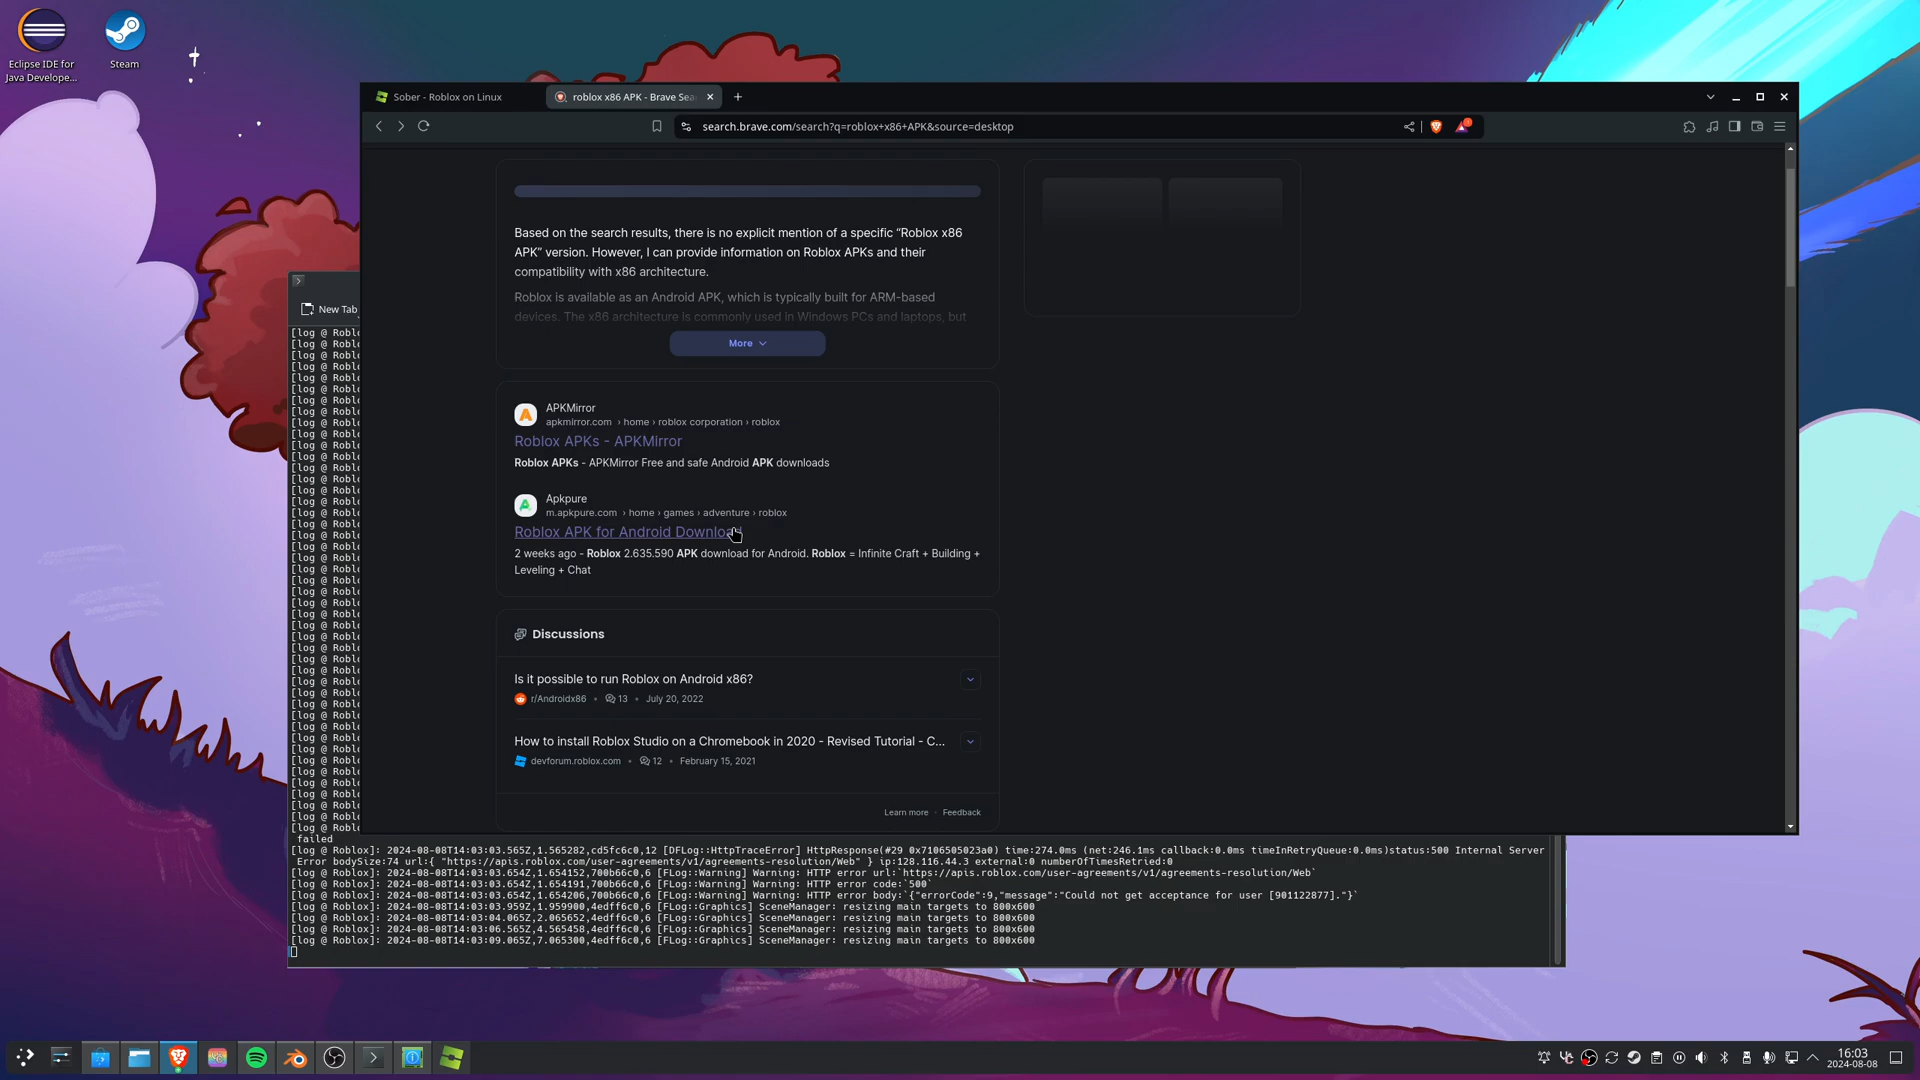 Eclipse IDE for
Java Develope...
Steam
Sober - Roblox on Linux
roblox x86 APK - Brave Sea
search.brave.com/search?q=roblox+x86+APK&source=desktop
Based on the search results, there is no explicit mention of a specific “Roblox x86
APK” version. However, I can provide information on Roblox APKs and their
compatibility with x86 architecture.
Roblox is available as an Android APK, which is typically built for ARM-based
devices. The x86 architecture is commonly used in Windows PCs and laptops, but
More
New Tab
APKMirror
apkmirror.com › home › roblox corporation › roblox
Roblox APKs - APKMirror
Roblox APKs - APKMirror Free and safe Android APK downloads
Apkpure
m.apkpure.com › home › games › adventure › roblox
Roblox APK for Android Download
2 weeks ago - Roblox 2.635.590 APK download for Android. Roblox = Infinite Craft + Building +
Leveling + Chat
Discussions
Is it possible to run Roblox on Android x86?
r/Androidx86 • 13 • July 20, 2022
How to install Roblox Studio on a Chromebook in 2020 - Revised Tutorial - C...
devforum.roblox.com • 12 • February 15, 2021
Learn more · Feedback
failed
[log @ Roblox]: 2024-08-08T14:03:03.565Z,1.565282,cd5fc6c0,12 [DFLog::HttpTraceError] HttpResponse(#29 0x7106505023a0) time:274.0ms (net:246.1ms callback:0.0ms timeInRetryQueue:0.0ms)status:500 Internal Server
Error bodySize:74 url:{ "https://apis.roblox.com/user-agreements/v1/agreements-resolution/Web" } ip:128.116.44.3 external:0 numberOfTimesRetried:0
[log @ Roblox]: 2024-08-08T14:03:03.654Z,1.654152,700b66c0,6 [FLog::Warning] Warning: HTTP error url:`https://apis.roblox.com/user-agreements/v1/agreements-resolution/Web`
[log @ Roblox]: 2024-08-08T14:03:03.654Z,1.654191,700b66c0,6 [FLog::Warning] Warning: HTTP error code:`500`
[log @ Roblox]: 2024-08-08T14:03:03.654Z,1.654206,700b66c0,6 [FLog::Warning] Warning: HTTP error body:`{"errorCode":9,"message":"Could not get acceptance for user [901122877]."}`
[log @ Roblox]: 2024-08-08T14:03:03.959Z,1.959900,4edff6c0,6 [FLog::Graphics] SceneManager: resizing main targets to 800x600
[log @ Roblox]: 2024-08-08T14:03:04.065Z,2.065652,4edff6c0,6 [FLog::Graphics] SceneManager: resizing main targets to 800x600
[log @ Roblox]: 2024-08-08T14:03:06.565Z,4.565458,4edff6c0,6 [FLog::Graphics] SceneManager: resizing main targets to 800x600
[log @ Roblox]: 2024-08-08T14:03:09.065Z,7.065300,4edff6c0,6 [FLog::Graphics] SceneManager: resizing main targets to 800x600
16:03
2024-08-08